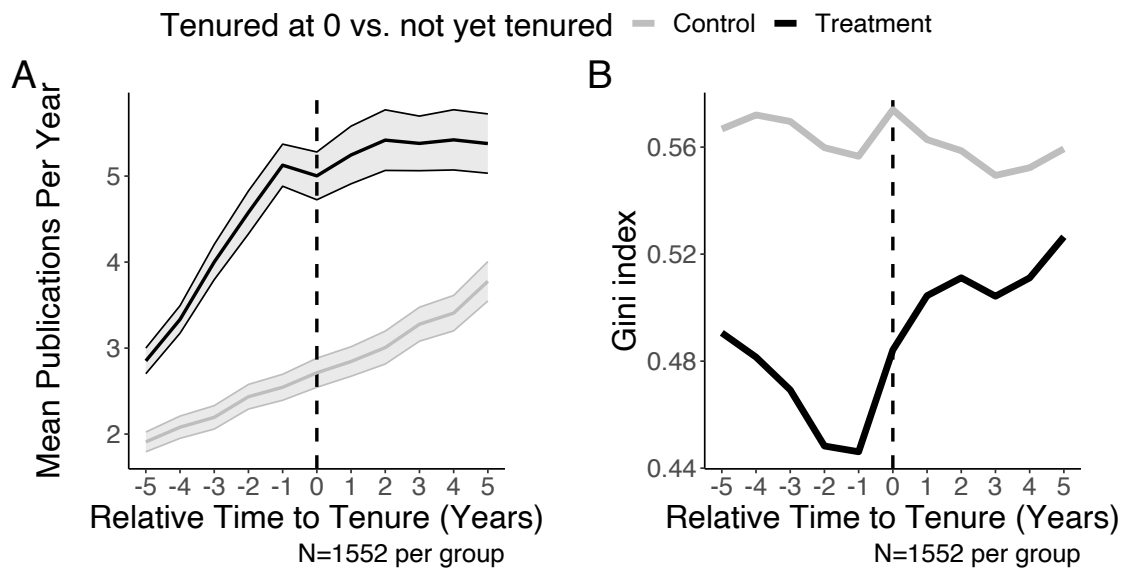 Tenured at 0 vs. not yet tenured Control Treatment
A
Mean Publications Per Year
5
4
3
2
-5 -4 -3 -2 -1 0 1 2 3 4 5
Relative Time to Tenure (Years)
N=1552 per group
B
Gini index
0.56
0.52
0.48
0.44
-5 -4 -3 -2 -1 0 1 2 3 4 5
Relative Time to Tenure (Years)
N=1552 per group